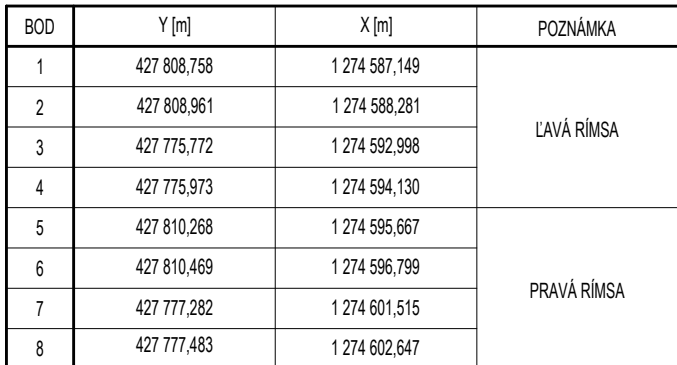 BOD Y [m] X [m] POZNÁMKA
1 427 808,758 1 274 587,149
2 427 808,961 1 274 588,281
ĽAVÁ RÍMSA
3 427 775,772 1 274 592,998
4 427 775,973 1 274 594,130
5 427 810,268 1 274 595,667
6 427 810,469 1 274 596,799
PRAVÁ RÍMSA
7 427 777,282 1 274 601,515
8 427 777,483 1 274 602,647